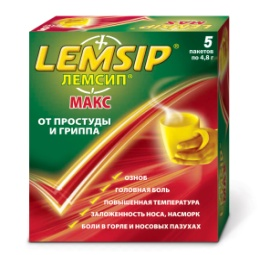 LEMSIP®
ЛЕМСИП®
МАКС
5
пакетов
по 4,8 г
ОТ ПРОСТУДЫ
И ГРИППА
ОЗНОБ
ГОЛОВНАЯ БОЛЬ
ПОВЫШЕННАЯ ТЕМПЕРАТУРА
ЗАЛОЖЕННОСТЬ НОСА, НАСМОРК
БОЛИ В ГОРЛЕ И НОСОВЫХ ПАЗУХАХ